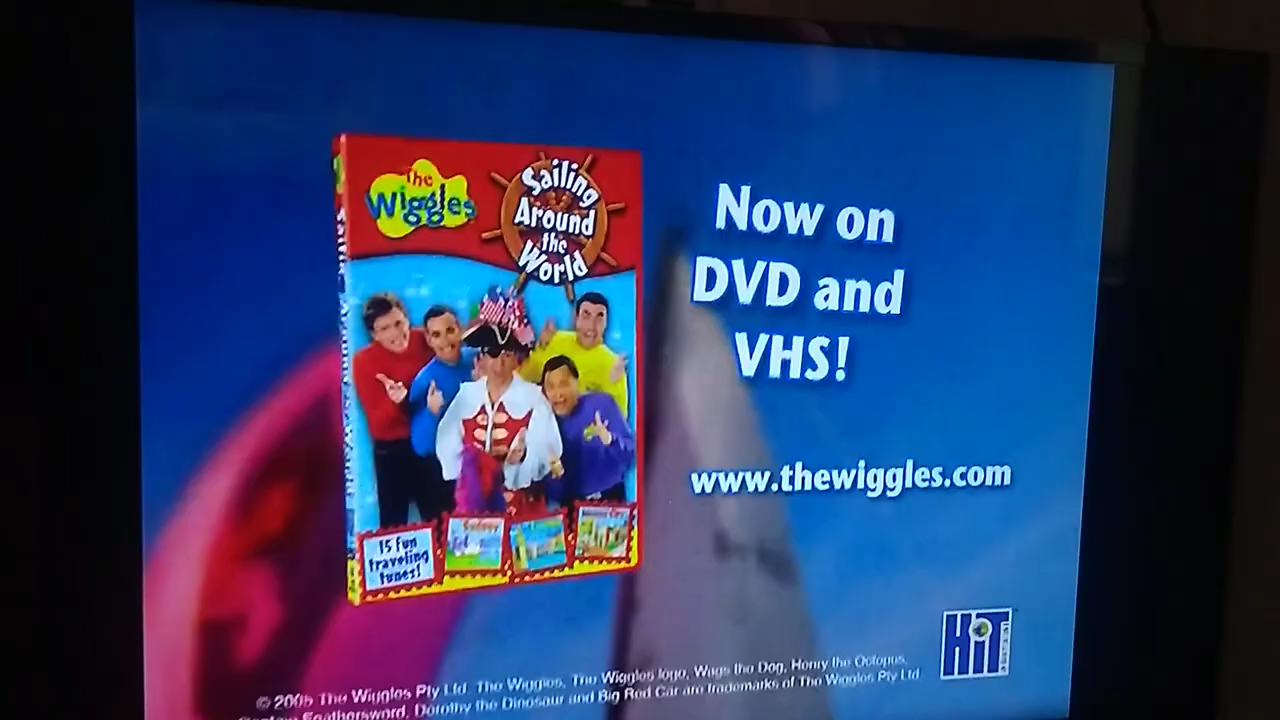 The
Wiggles
Sailing
Around
the
World
Now on
DVD and
VHS!
www.thewiggles.com
15 fun
traveling
tunes!
Sydney
HiT
© 2005 The Wiggles Pty Ltd. The Wiggles, The Wiggles logo, Wags the Dog, Henry the Octopus,
Captain Feathersword, Dorothy the Dinosaur and Big Red Car are trademarks of The Wiggles Pty Ltd.